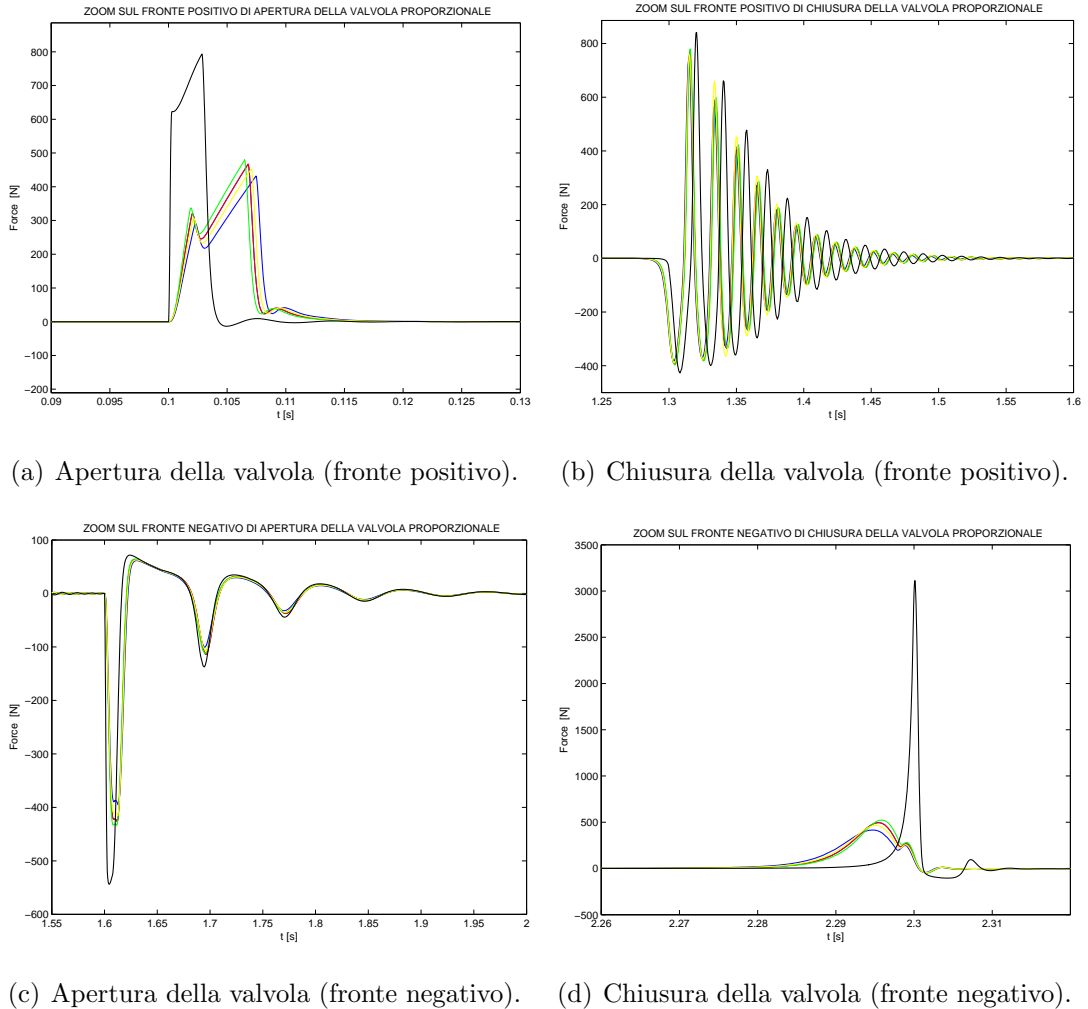 ZOOM SUL FRONTE POSITIVO DI APERTURA DELLA VALVOLA PROPORZIONALE
800
700
600
500
400
300
200
100
0
−100
−200
Force [N]
0.09 0.095 0.1 0.105 0.11 0.115 0.12 0.125 0.13
t [s]
(a) Apertura della valvola (fronte positivo).
ZOOM SUL FRONTE POSITIVO DI CHIUSURA DELLA VALVOLA PROPORZIONALE
800
600
400
200
0
−200
−400
Force [N]
1.25 1.3 1.35 1.4 1.45 1.5 1.55 1.6
t [s]
(b) Chiusura della valvola (fronte positivo).
ZOOM SUL FRONTE NEGATIVO DI APERTURA DELLA VALVOLA PROPORZIONALE
100
0
−100
−200
−300
−400
−500
−600
Force [N]
1.55 1.6 1.65 1.7 1.75 1.8 1.85 1.9 1.95 2
t [s]
(c) Apertura della valvola (fronte negativo).
ZOOM SUL FRONTE NEGATIVO DI CHIUSURA DELLA VALVOLA PROPORZIONALE
3500
3000
2500
2000
1500
1000
500
0
−500
Force [N]
2.26 2.27 2.28 2.29 2.3 2.31
t [s]
(d) Chiusura della valvola (fronte negativo).